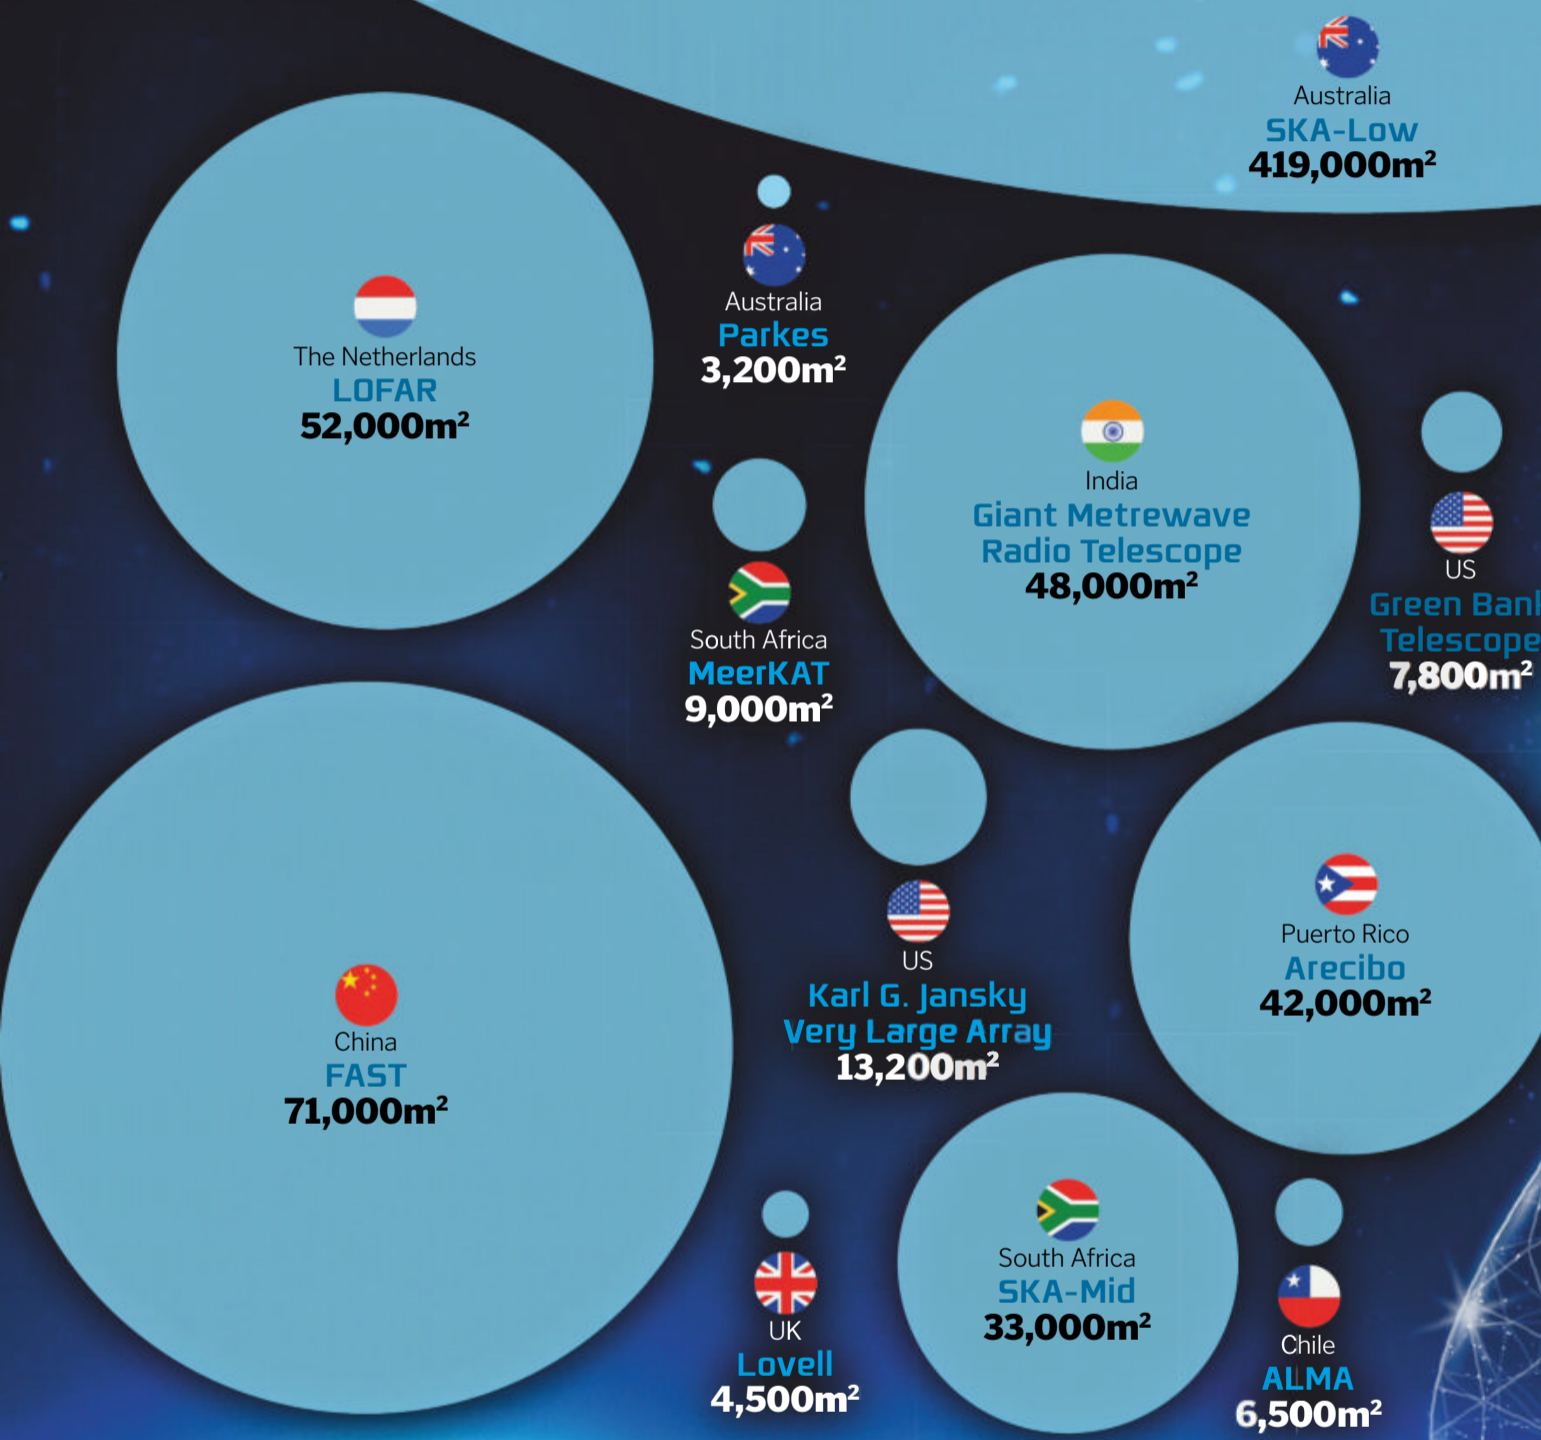 Australia
SKA-Low
419,000m²
The Netherlands
LOFAR
52,000m²
Australia
Parkes
3,200m²
India
Giant Metrewave
Radio Telescope
48,000m²
US
Green Bank
Telescope
7,800m²
South Africa
MeerKAT
9,000m²
China
FAST
71,000m²
US
Karl G. Jansky
Very Large Array
13,200m²
Puerto Rico
Arecibo
42,000m²
UK
Lovell
4,500m²
South Africa
SKA-Mid
33,000m²
Chile
ALMA
6,500m²